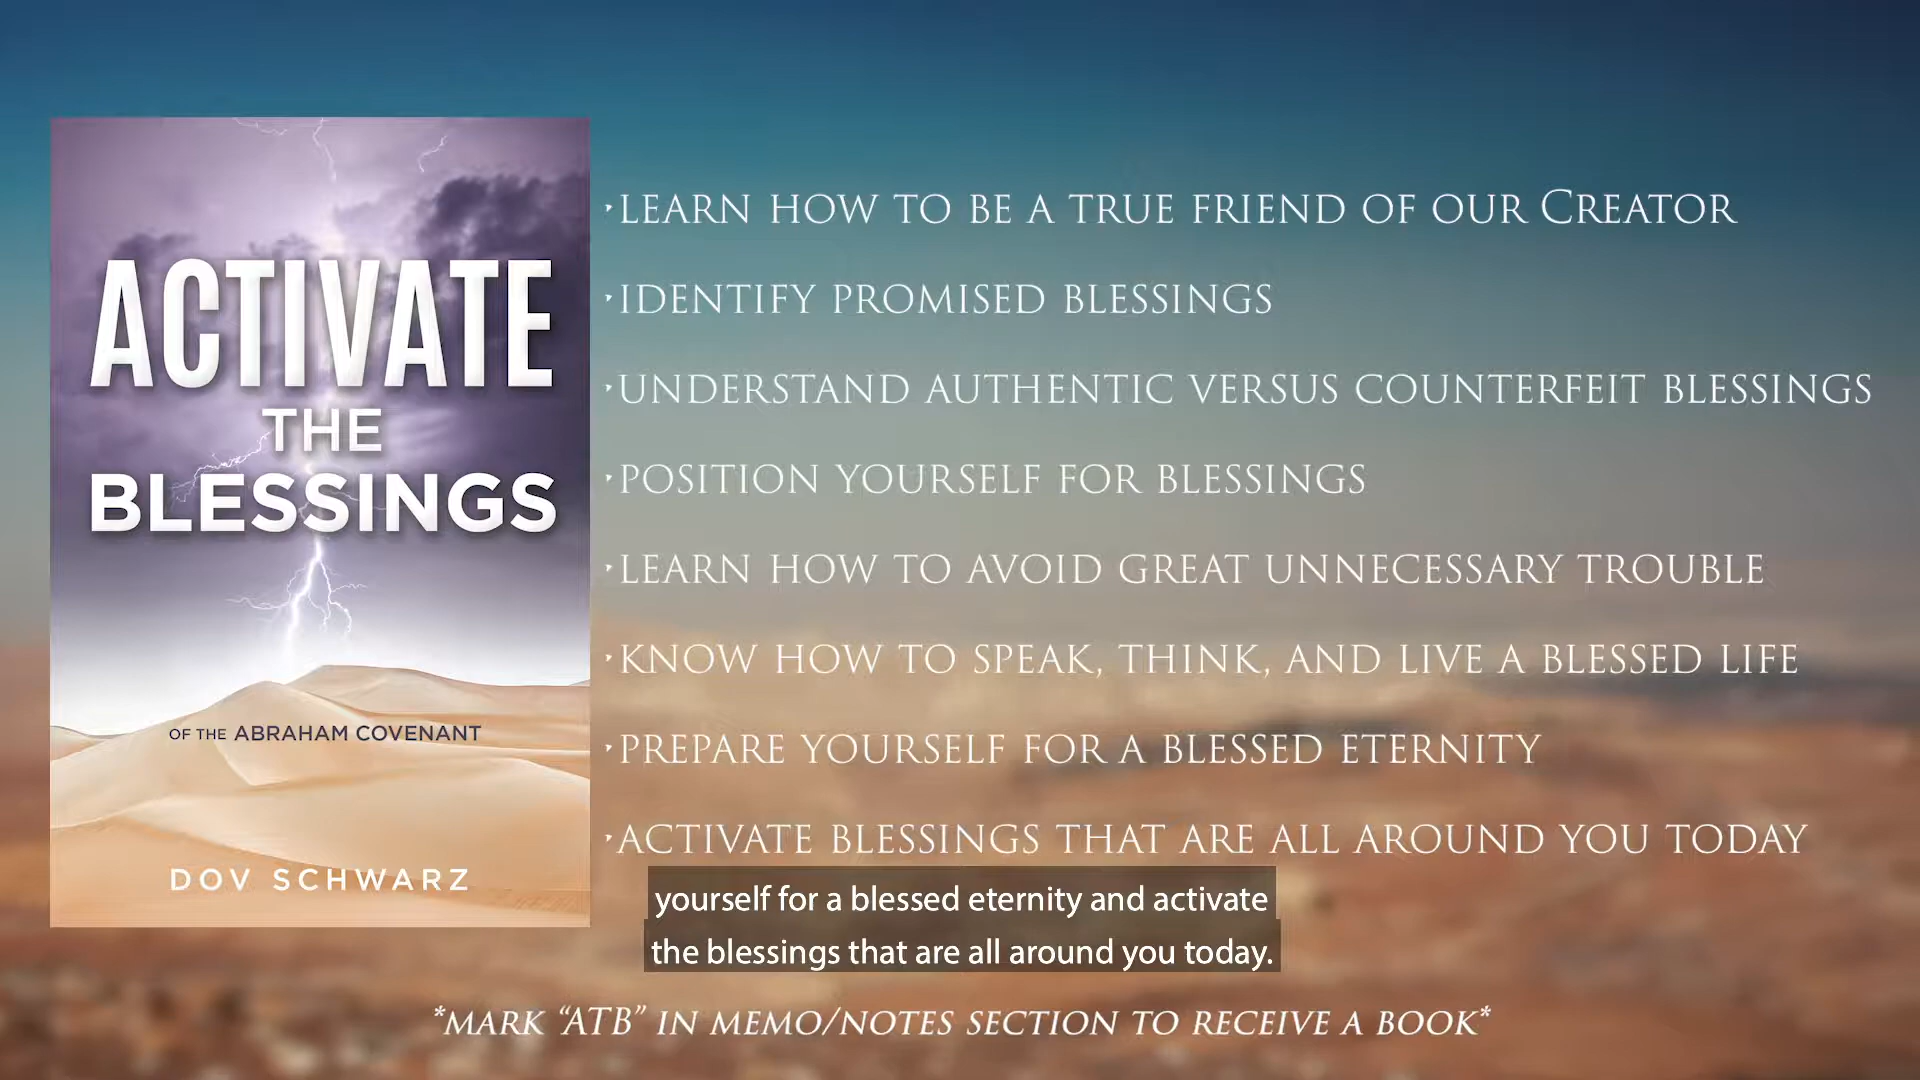 ACTIVATE
THE
BLESSINGS
OF THE ABRAHAM COVENANT
DOV SCHWARZ
·LEARN HOW TO BE A TRUE FRIEND OF OUR CREATOR
·IDENTIFY PROMISED BLESSINGS
·UNDERSTAND AUTHENTIC VERSUS COUNTERFEIT BLESSINGS
·POSITION YOURSELF FOR BLESSINGS
·LEARN HOW TO AVOID GREAT UNNECESSARY TROUBLE
·KNOW HOW TO SPEAK, THINK, AND LIVE A BLESSED LIFE
·PREPARE YOURSELF FOR A BLESSED ETERNITY
·ACTIVATE BLESSINGS THAT ARE ALL AROUND YOU TODAY
yourself for a blessed eternity and activate
the blessings that are all around you today.
*MARK “ATB” IN MEMO/NOTES SECTION TO RECEIVE A BOOK*